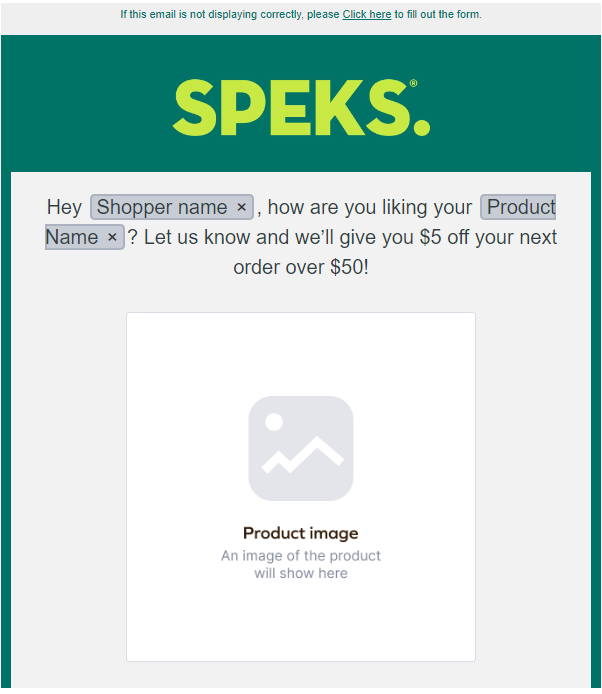 If this email is not displaying correctly, please Click here to fill out the form.
SPEKS.®
Hey Shopper name × , how are you liking your Product
Name × ? Let us know and we’ll give you $5 off your next
order over $50!
Product image
An image of the product
will show here